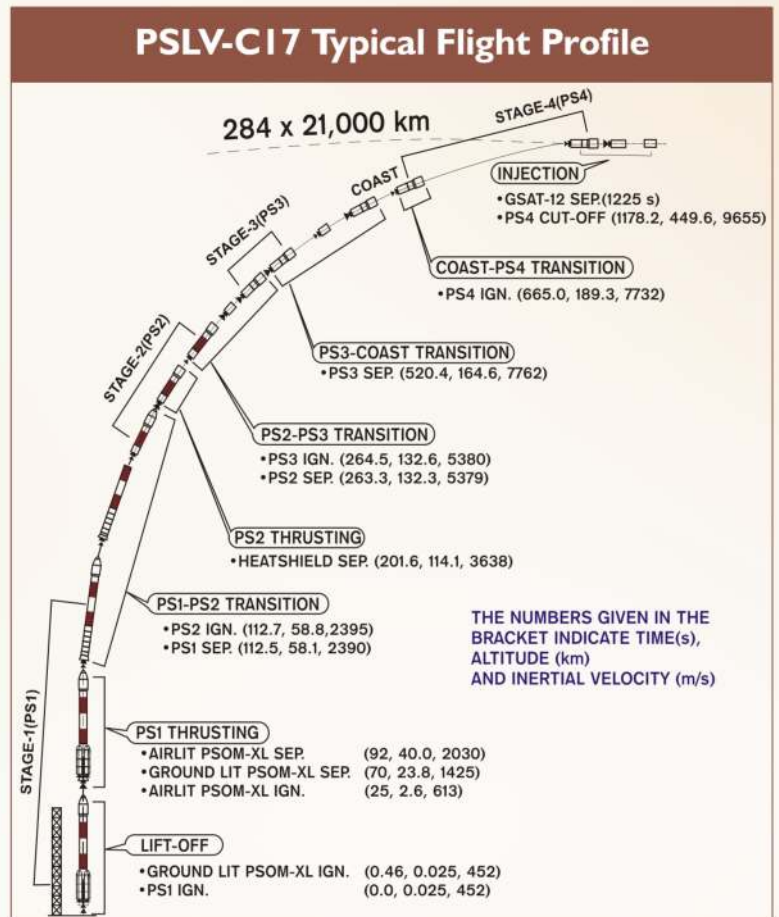 PSLV-C17 Typical Flight Profile
284 x 21,000 km
STAGE-4(PS4)
INJECTION
•GSAT-12 SEP.(1225 s)
•PS4 CUT-OFF (1178.2, 449.6, 9655)
COAST
COAST-PS4 TRANSITION
•PS4 IGN. (665.0, 189.3, 7732)
STAGE-3(PS3)
PS3-COAST TRANSITION
•PS3 SEP. (520.4, 164.6, 7762)
STAGE-2(PS2)
PS2-PS3 TRANSITION
•PS3 IGN. (264.5, 132.6, 5380)
•PS2 SEP. (263.3, 132.3, 5379)
PS2 THRUSTING
•HEATSHIELD SEP. (201.6, 114.1, 3638)
PS1-PS2 TRANSITION
•PS2 IGN. (112.7, 58.8,2395)
•PS1 SEP. (112.5, 58.1, 2390)
THE NUMBERS GIVEN IN THE
BRACKET INDICATE TIME(s),
ALTITUDE (km)
AND INERTIAL VELOCITY (m/s)
STAGE-1(PS1)
PS1 THRUSTING
•AIRLIT PSOM-XL SEP. (92, 40.0, 2030)
•GROUND LIT PSOM-XL SEP. (70, 23.8, 1425)
•AIRLIT PSOM-XL IGN. (25, 2.6, 613)
LIFT-OFF
•GROUND LIT PSOM-XL IGN. (0.46, 0.025, 452)
•PS1 IGN. (0.0, 0.025, 452)